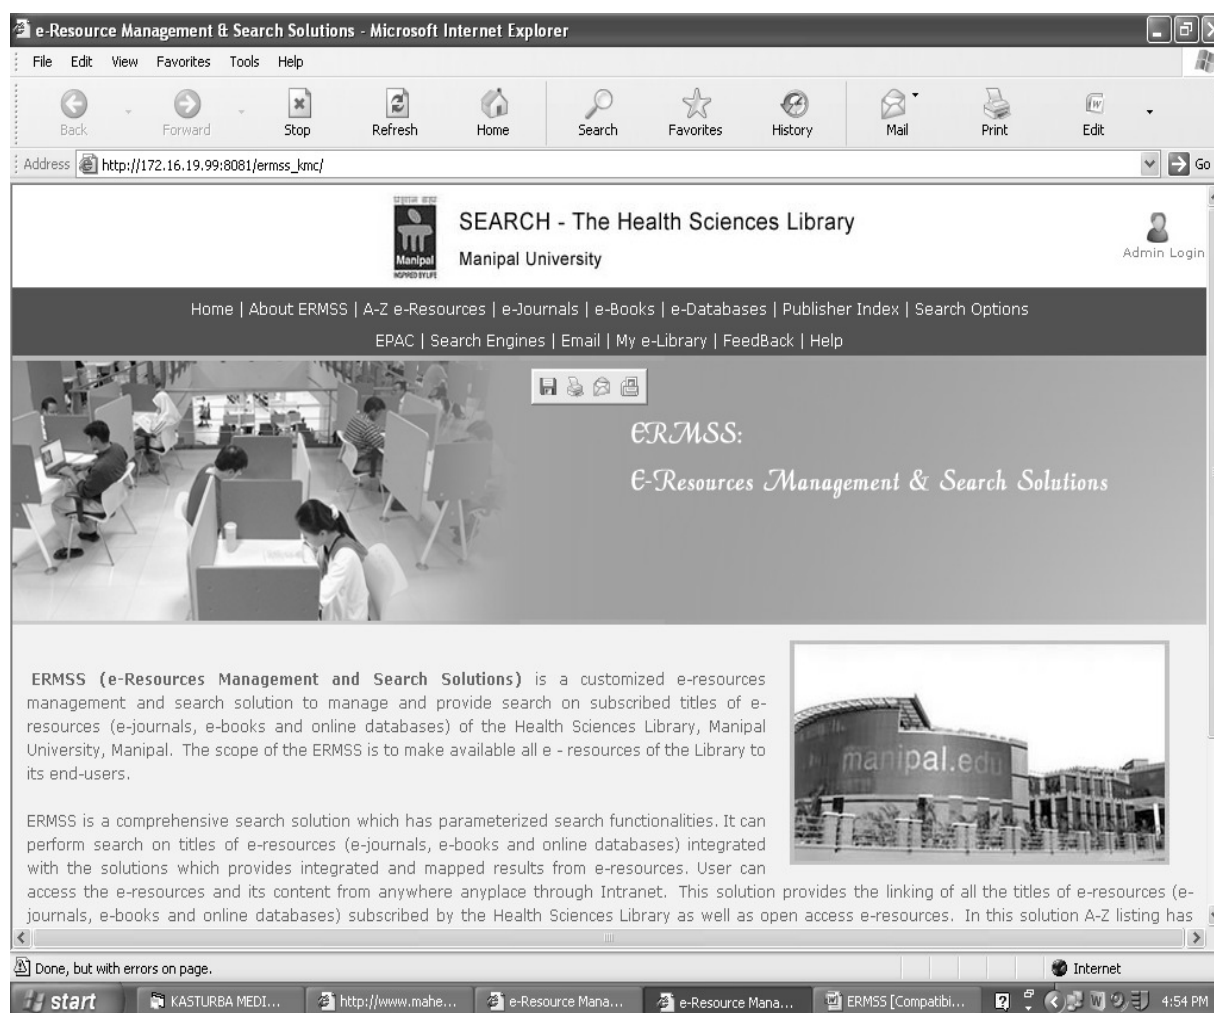 e-Resource Management & Search Solutions - Microsoft Internet Explorer
File Edit View Favorites Tools Help
Back Forward Stop Refresh Home Search Favorites History Mail Print Edit
Address http://172.16.19.99:8081/ermss_kmc/ Go
Manipal
INSPIRED BY LIFE
SEARCH - The Health Sciences Library
Manipal University
Admin Login
Home | About ERMSS | A-Z e-Resources | e-Journals | e-Books | e-Databases | Publisher Index | Search Options
EPAC | Search Engines | Email | My e-Library | FeedBack | Help
ERMSS:
E-Resources Management & Search Solutions
ERMSS (e-Resources Management and Search Solutions) is a customized e-resources
management and search solution to manage and provide search on subscribed titles of e-
resources (e-journals, e-books and online databases) of the Health Sciences Library, Manipal
University, Manipal. The scope of the ERMSS is to make available all e - resources of the Library to
its end-users.
manipal.edu
ERMSS is a comprehensive search solution which has parameterized search functionalities. It can
perform search on titles of e-resources (e-journals, e-books and online databases) integrated
with the solutions which provides integrated and mapped results from e-resources. User can
access the e-resources and its content from anywhere anyplace through Intranet. This solution provides the linking of all the titles of e-resources (e-
journals, e-books and online databases) subscribed by the Health Sciences Library as well as open access e-resources. In this solution A-Z listing has
Done, but with errors on page. Internet
start KASTURBA MEDI... http://www.mahe... e-Resource Mana... e-Resource Mana... ERMSS [Compatibi... 4:54 PM